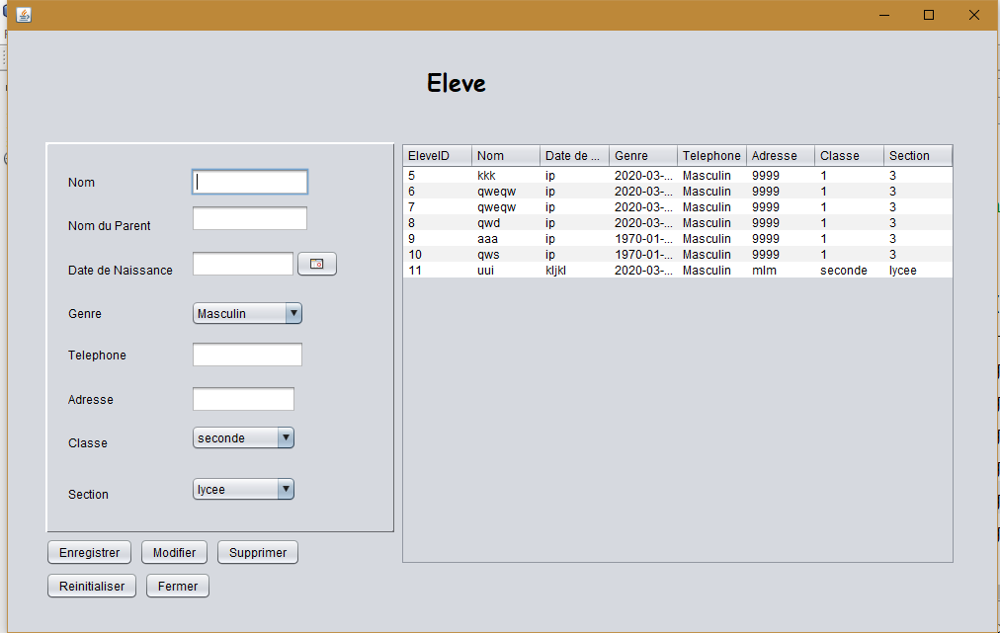 Eleve
Nom
Nom du Parent
Date de Naissance
Genre Masculin
Telephone
Adresse
Classe seconde
Section lycee
Enregistrer Modifier Supprimer
Reinitialiser Fermer
EleveID Nom Date de ... Genre Telephone Adresse Classe Section
5 kkk ip 2020-03-... Masculin 9999 1 3
6 qweqw ip 2020-03-... Masculin 9999 1 3
7 qweqw ip 2020-03-... Masculin 9999 1 3
8 qwd ip 2020-03-... Masculin 9999 1 3
9 aaa ip 1970-01-... Masculin 9999 1 3
10 qws ip 1970-01-... Masculin 9999 1 3
11 uui kljkl 2020-03-... Masculin mlm seconde lycee